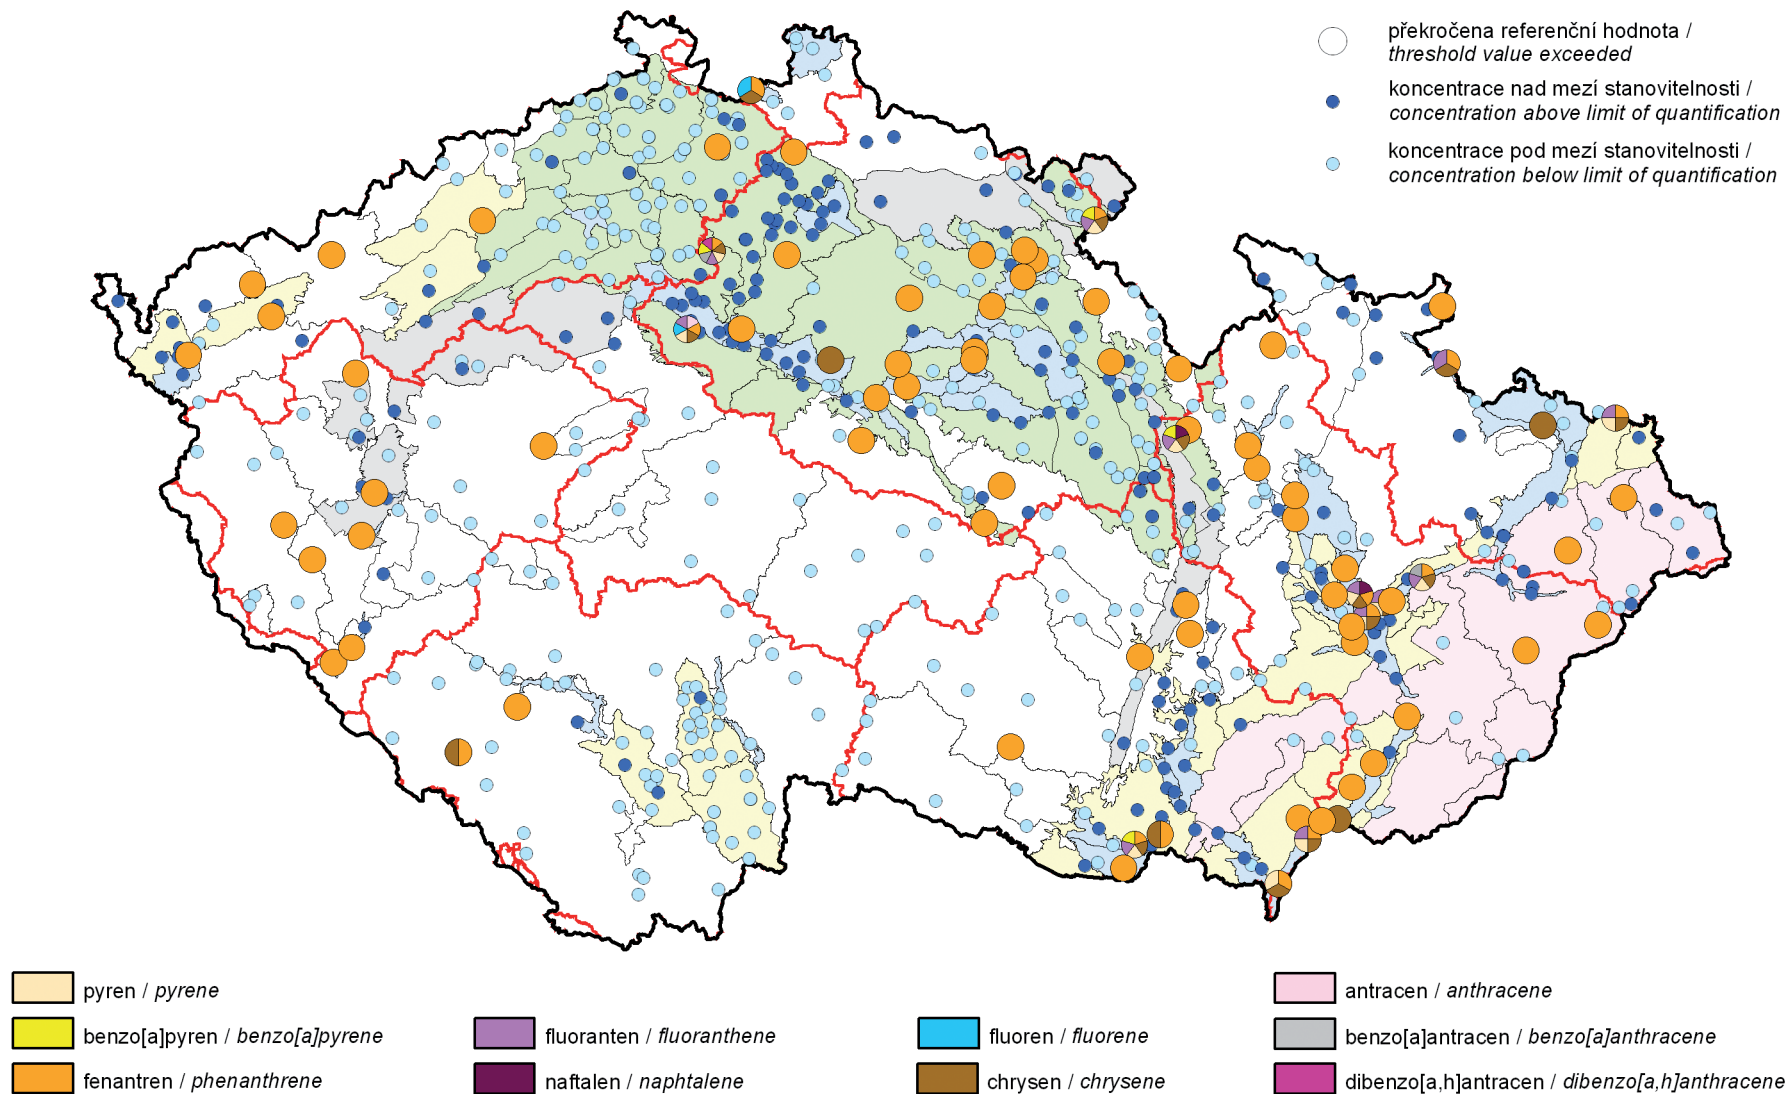 překročena referenční hodnota /
threshold value exceeded
koncentrace nad mezí stanovitelnosti /
concentration above limit of quantification
koncentrace pod mezí stanovitelnosti /
concentration below limit of quantification
pyren / pyrene
benzo[a]pyren / benzo[a]pyrene
fenantren / phenanthrene
fluoranten / fluoranthene
naftalen / naphtalene
fluoren / fluorene
chrysen / chrysene
antracen / anthracene
benzo[a]antracen / benzo[a]anthracene
dibenzo[a,h]antracen / dibenzo[a,h]anthracene